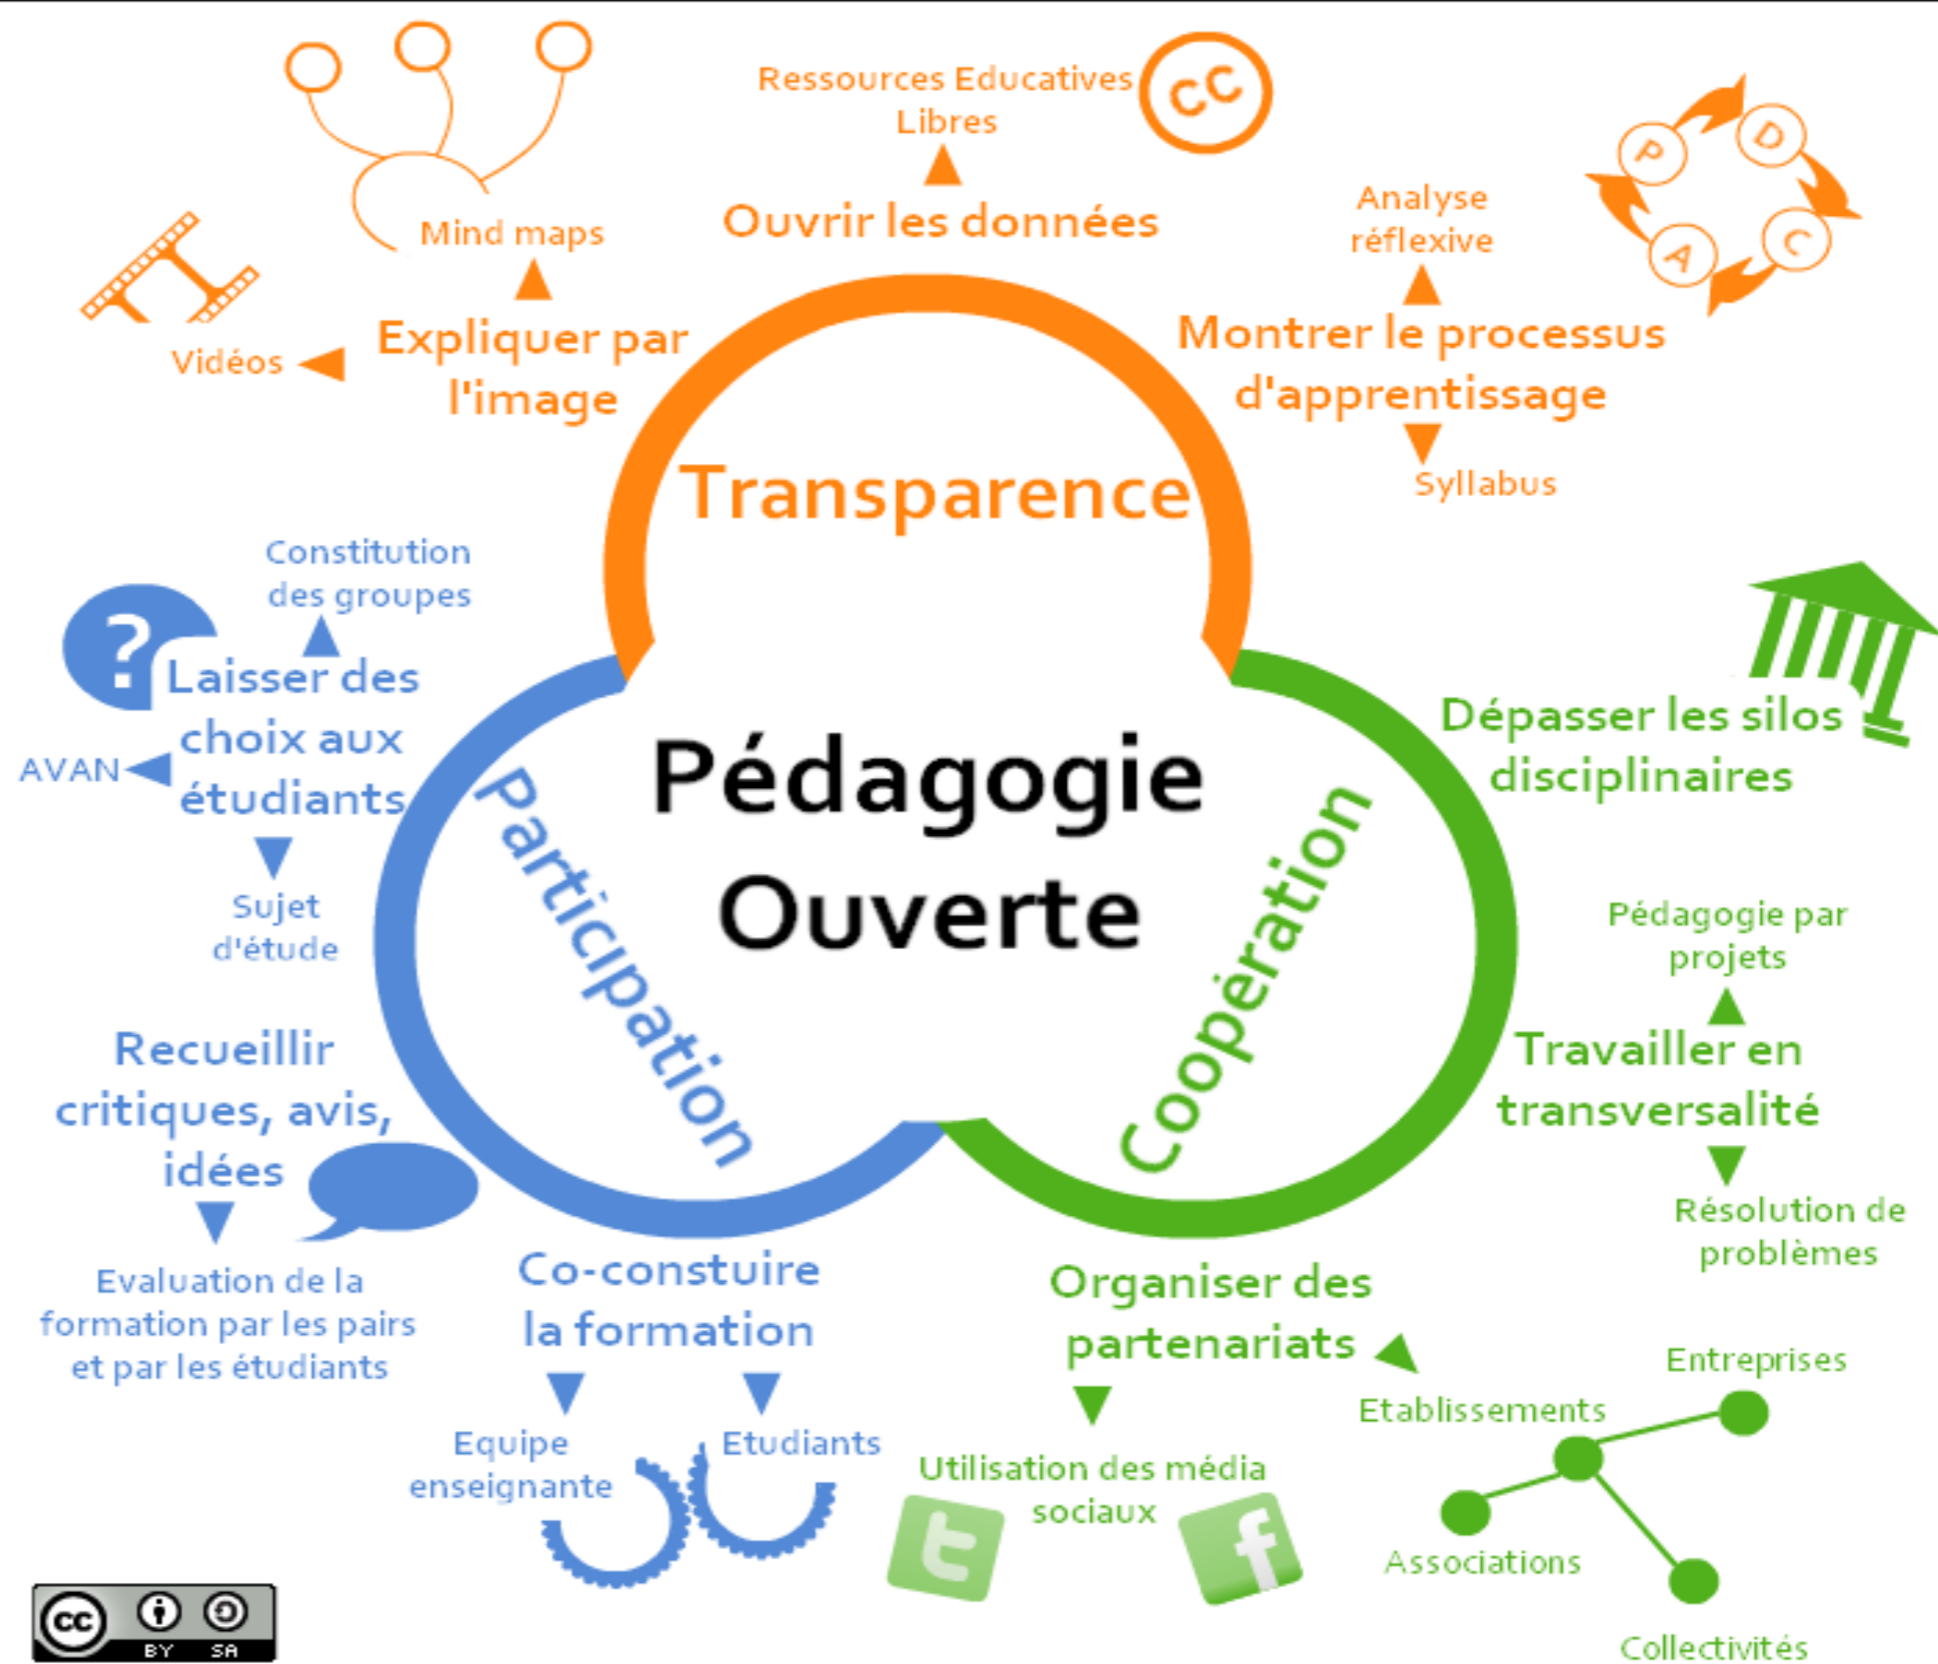 Ressources Educatives
Libres
CC
Ouvrir les données
Mind maps
Vidéos
Expliquer par
l'image
Analyse
réflexive
P
D
C
A
Montrer le processus
d'apprentissage
Syllabus
Transparence
Constitution
des groupes
?
Laisser des
choix aux
étudiants
AVAN
Sujet
d'étude
Pédagogie
Ouverte
Participation
Coopération
Dépasser les silos
disciplinaires
Pédagogie par
projets
Travailler en
transversalité
Résolution de
problèmes
Recueillir
critiques, avis,
idées
Evaluation de la
formation par les pairs
et par les étudiants
Co-constuire
la formation
Equipe
enseignante
Etudiants
Organiser des
partenariats
Utilisation des média
sociaux
t
f
Entreprises
Etablissements
Associations
Collectivités
cc
BY SA